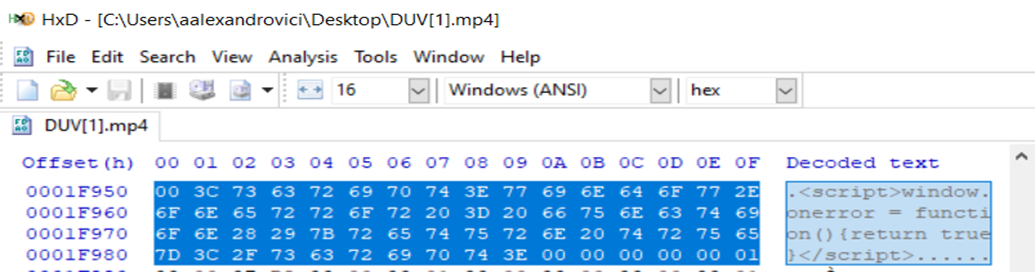 HxD - [C:\Users\aalexandrovici\Desktop\DUV[1].mp4]
File Edit Search View Analysis Tools Window Help
16 Windows (ANSI) hex
DUV[1].mp4
Offset(h) 00 01 02 03 04 05 06 07 08 09 0A 0B 0C 0D 0E 0F Decoded text
0001F950 00 3C 73 63 72 69 70 74 3E 77 69 6E 64 6F 77 2E .<script>window.
0001F960 6F 6E 65 72 72 6F 72 20 3D 20 66 75 6E 63 74 69 onerror = functi
0001F970 6F 6E 28 29 7B 72 65 74 75 72 6E 20 74 72 75 65 on(){return true
0001F980 7D 3C 2F 73 63 72 69 70 74 3E 00 00 00 00 00 01 }</script>......